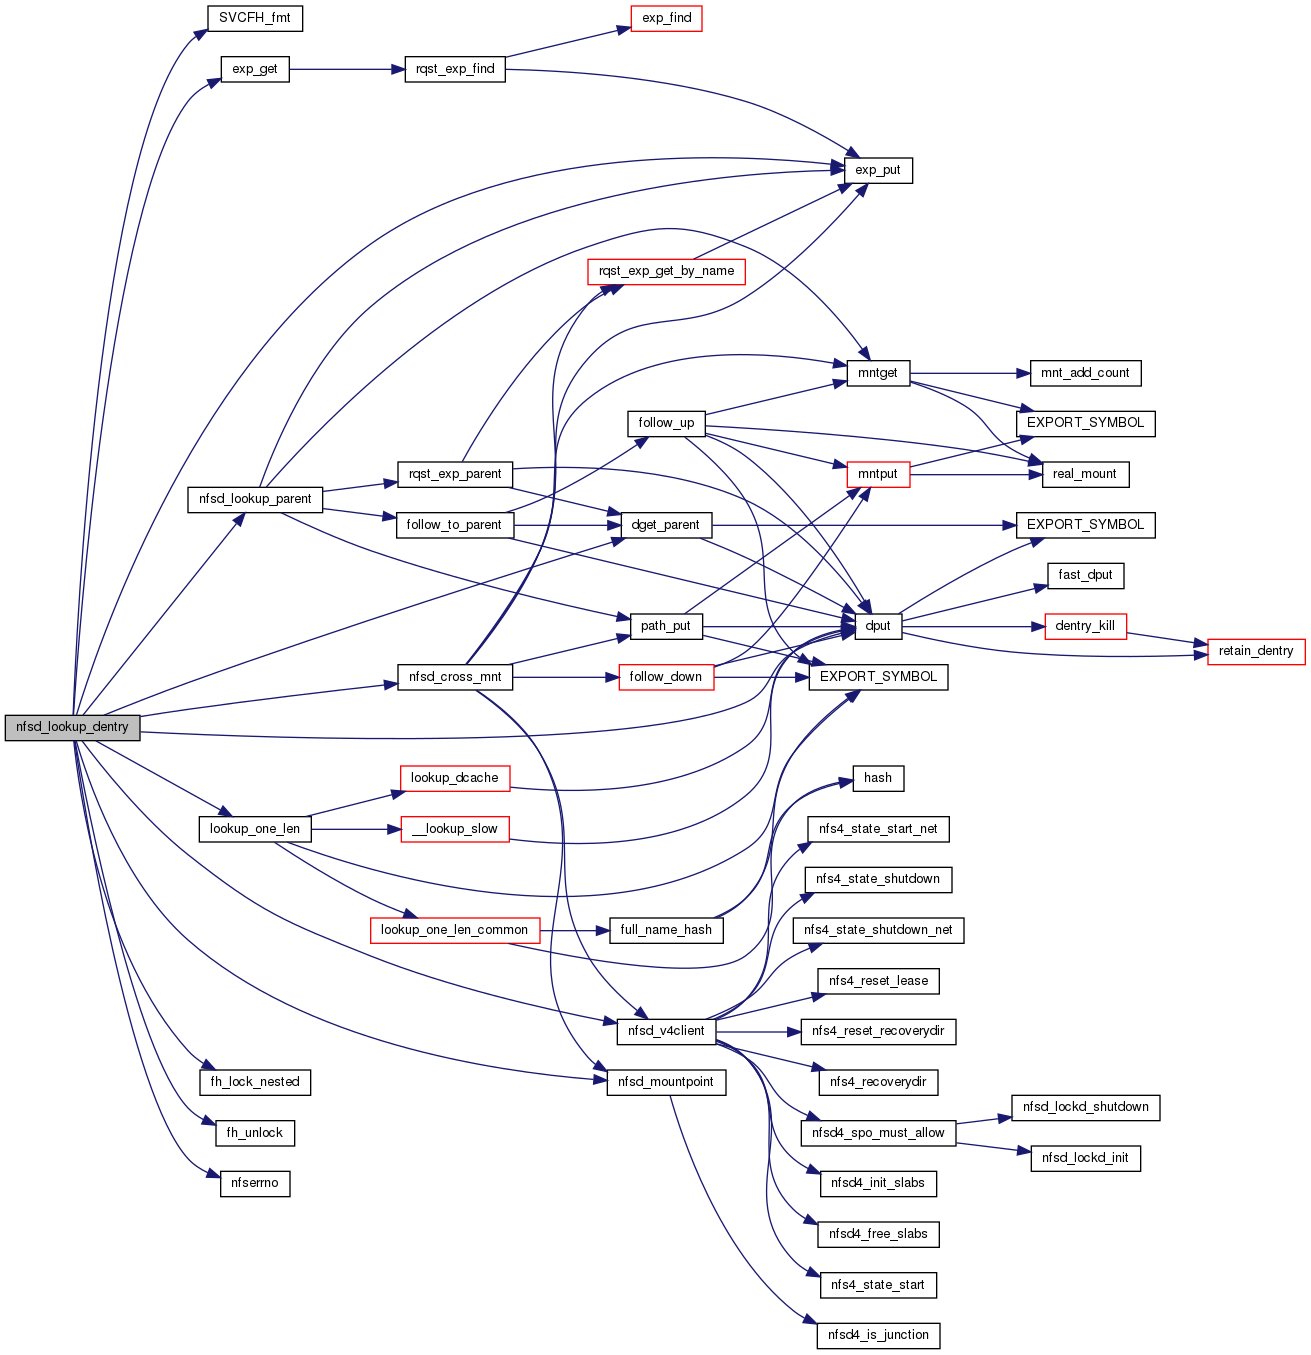 SVCFH_fmt
exp_find
exp_get
rqst_exp_find
exp_put
rqst_exp_get_by_name
mntget
mnt_add_count
follow_up
EXPORT_SYMBOL
rqst_exp_parent
mntput
real_mount
nfsd_lookup_parent
follow_to_parent
dget_parent
EXPORT_SYMBOL
fast_dput
path_put
dput
dentry_kill
retain_dentry
nfsd_cross_mnt
follow_down
EXPORT_SYMBOL
nfsd_lookup_dentry
lookup_dcache
hash
lookup_one_len
__lookup_slow
nfs4_state_start_net
nfs4_state_shutdown
lookup_one_len_common
full_name_hash
nfs4_state_shutdown_net
nfs4_reset_lease
nfsd_v4client
nfs4_reset_recoverydir
fh_lock_nested
nfsd_mountpoint
nfs4_recoverydir
nfsd_lockd_shutdown
fh_unlock
nfsd4_spo_must_allow
nfsd_lockd_init
nfserrno
nfsd4_init_slabs
nfsd4_free_slabs
nfs4_state_start
nfsd4_is_junction